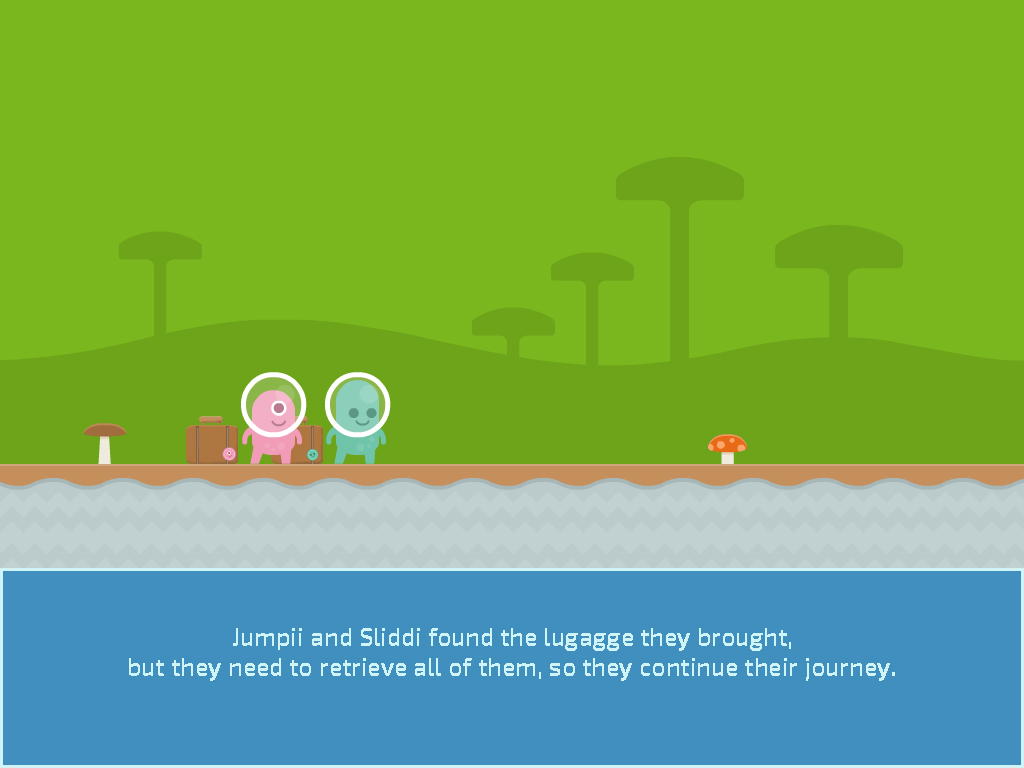 Jumpii and Sliddi found the lugagge they brought,
but they need to retrieve all of them, so they continue their journey.